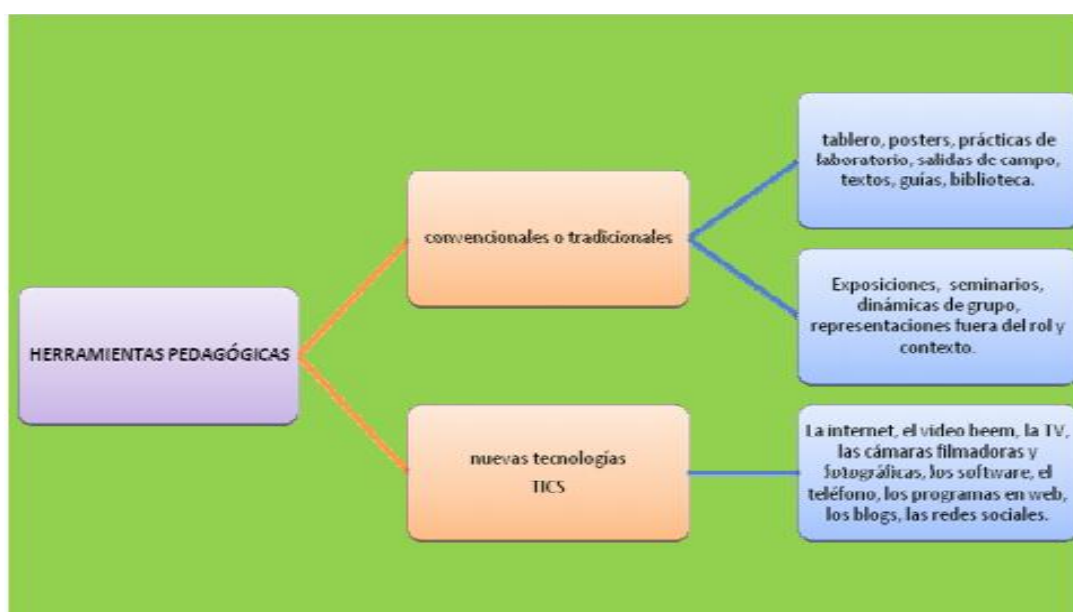 HERRAMIENTAS PEDAGÓGICAS
convencionales o tradicionales
tablero, posters, prácticas de
laboratorio, salidas de campo,
textos, guías, biblioteca.
Exposiciones, seminarios,
dinámicas de grupo,
representaciones fuera del rol y
contexto.
nuevas tecnologías
TICS
La internet, el video beem, la TV,
las cámaras filmadoras y
fotográficas, los software, el
teléfono, los programas en web,
los blogs, las redes sociales.